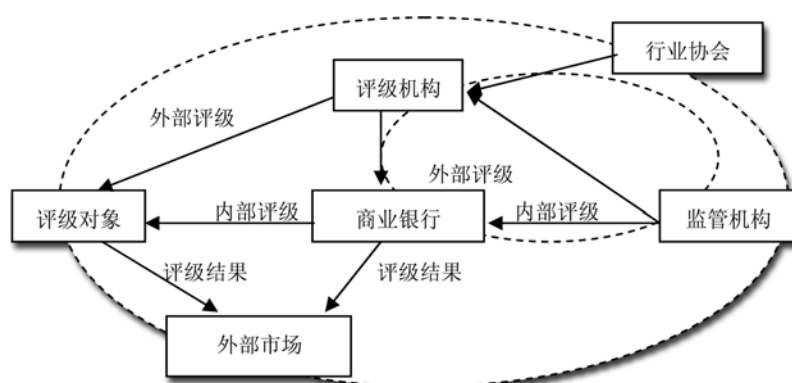 行业协会
评级机构
外部评级
外部评级
评级对象
内部评级
商业银行
内部评级
监管机构
评级结果
评级结果
外部市场